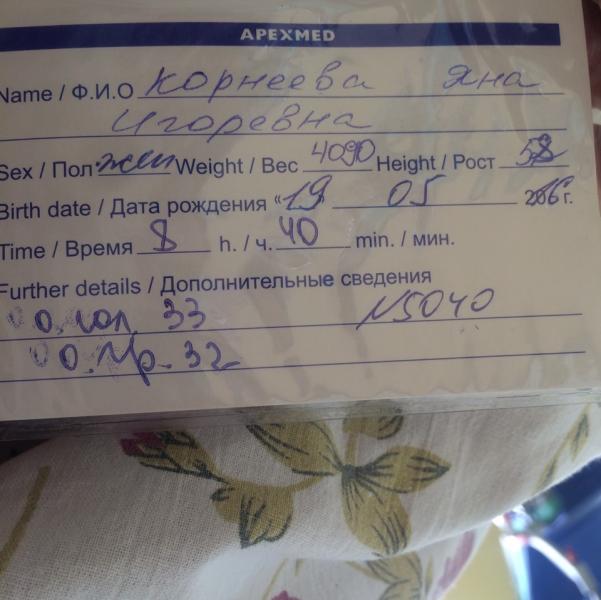 APEXMED
Name / Ф.И.О Корнеева Яна
Игоревна
Sex / Пол жен Weight / Вес 4090 Height / Рост
Birth date / Дата рождения «19» 05 2016г.
Time / Время 8 h. / ч. 40 min. / мин.
Further details / Дополнительные сведения
О.гол. 33 N5040
О.гр. 32